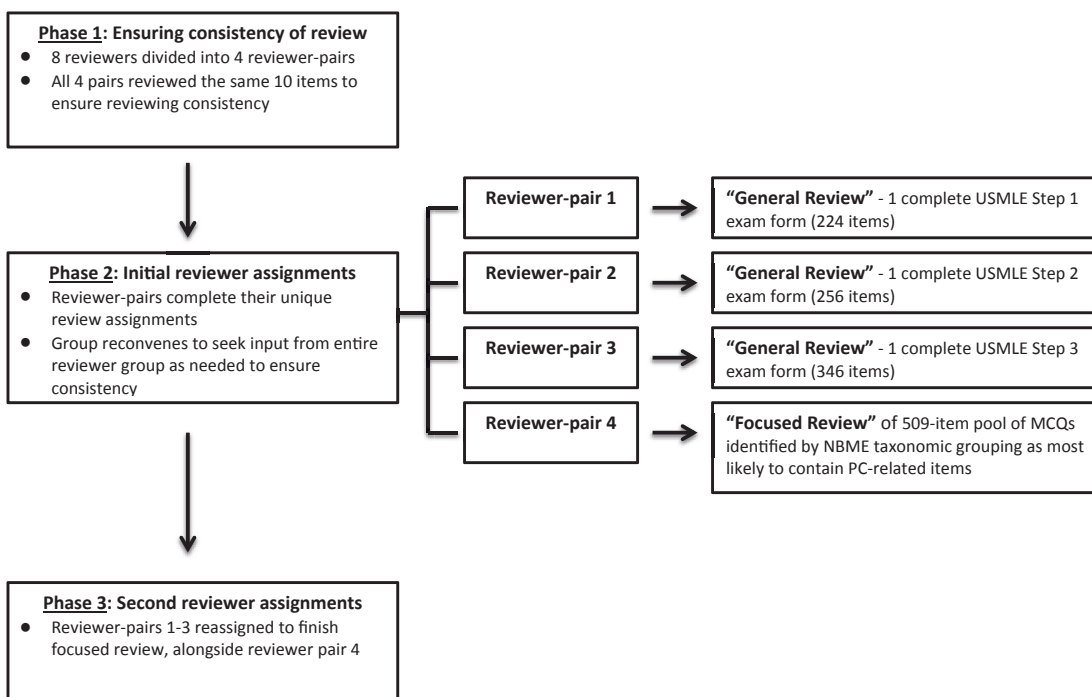 Phase 1: Ensuring consistency of review
● 8 reviewers divided into 4 reviewer-pairs
● All 4 pairs reviewed the same 10 items to
ensure reviewing consistency
Phase 2: Initial reviewer assignments
● Reviewer-pairs complete their unique
review assignments
● Group reconvenes to seek input from entire
reviewer group as needed to ensure
consistency
Reviewer-pair 1
“General Review” - 1 complete USMLE Step 1
exam form (224 items)
Reviewer-pair 2
“General Review” - 1 complete USMLE Step 2
exam form (256 items)
Reviewer-pair 3
“General Review” - 1 complete USMLE Step 3
exam form (346 items)
Reviewer-pair 4
“Focused Review” of 509-item pool of MCQs
identified by NBME taxonomic grouping as most
likely to contain PC-related items
Phase 3: Second reviewer assignments
● Reviewer-pairs 1-3 reassigned to finish
focused review, alongside reviewer pair 4